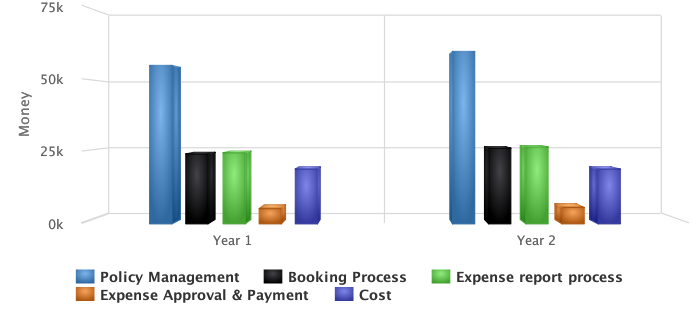 75k
50k
25k
0k
Money
Year 1
Year 2
Policy Management
Booking Process
Expense report process
Expense Approval & Payment
Cost